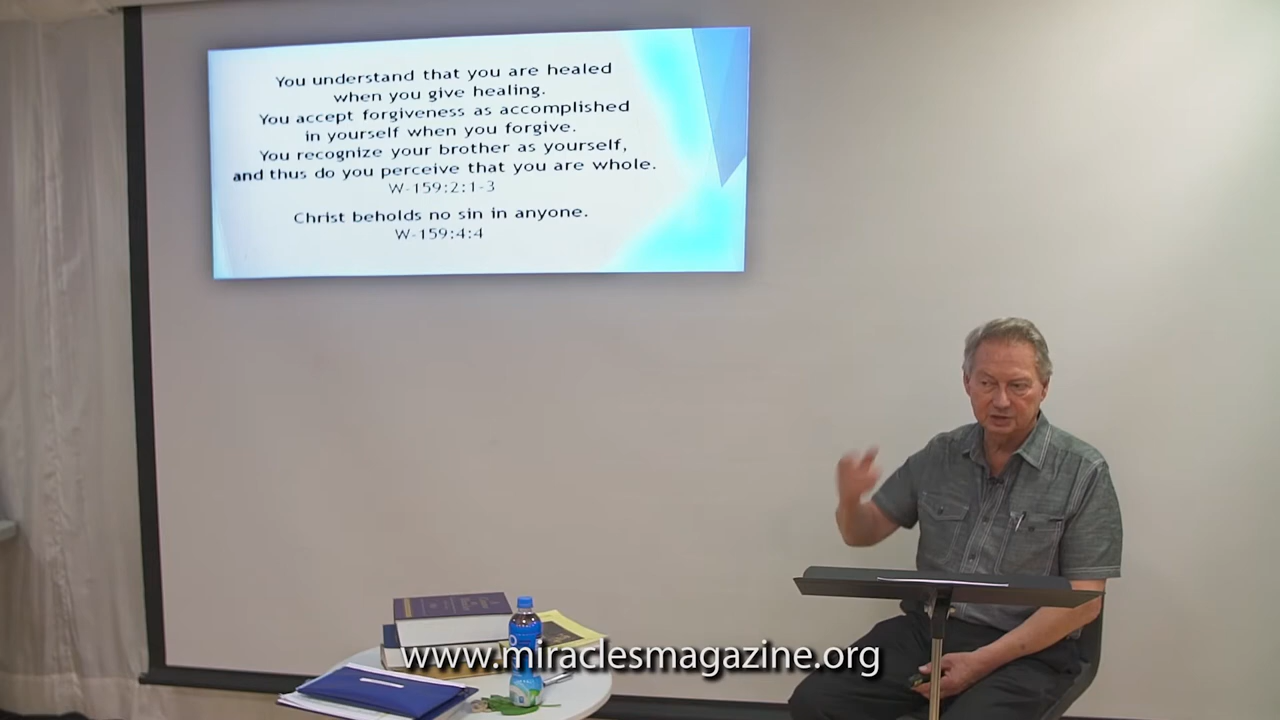 You understand that you are healed
when you give healing.
You accept forgiveness as accomplished
in yourself when you forgive.
You recognize your brother as yourself,
and thus do you perceive that you are whole.
W-159:2:1-3
Christ beholds no sin in anyone.
W-159:4:4
www.miraclesmagazine.org